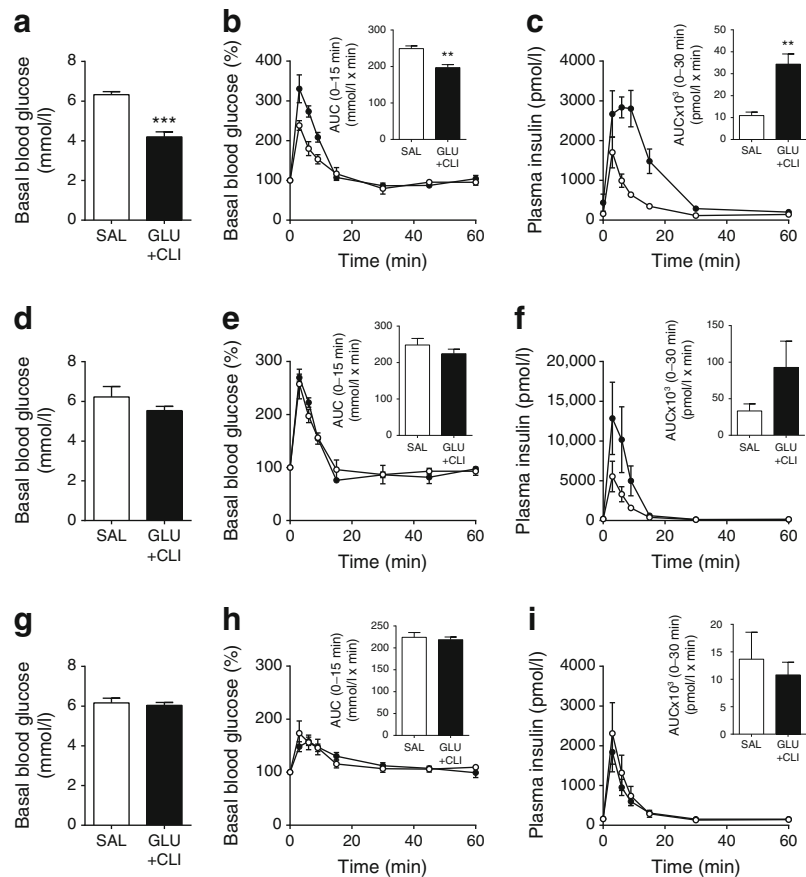 a
Basal blood glucose
(mmol/l)
8
6
4
2
0
***
SAL
GLU
+CLI
b
Basal blood glucose (%)
400
300
200
100
0
0
20
40
60
Time (min)
AUC (0–15 min)
(mmol/l x min)
300
200
100
0
**
SAL
GLU
+CLI
c
Plasma insulin (pmol/l)
4000
3000
2000
1000
0
0
20
40
60
Time (min)
AUCx10³ (0–30 min)
(pmol/l x min)
50
40
30
20
10
0
**
SAL
GLU
+CLI
d
Basal blood glucose
(mmol/l)
8
6
4
2
0
SAL
GLU
+CLI
e
Basal blood glucose (%)
300
200
100
0
0
20
40
60
Time (min)
AUC (0–15 min)
(mmol/l x min)
300
200
100
0
SAL
GLU
+CLI
f
Plasma insulin (pmol/l)
20,000
15,000
10,000
5000
0
0
20
40
60
Time (min)
AUCx10³ (0–30 min)
(pmol/l x min)
150
100
50
0
SAL
GLU
+CLI
g
Basal blood glucose
(mmol/l)
8
6
4
2
0
SAL
GLU
+CLI
h
Basal blood glucose (%)
300
200
100
0
0
20
40
60
Time (min)
AUC (0–15 min)
(mmol/l x min)
250
200
150
100
50
0
SAL
GLU
+CLI
i
Plasma insulin (pmol/l)
4000
3000
2000
1000
0
0
20
40
60
Time (min)
AUCx10³ (0–30 min)
(pmol/l x min)
20
15
10
5
0
SAL
GLU
+CLI